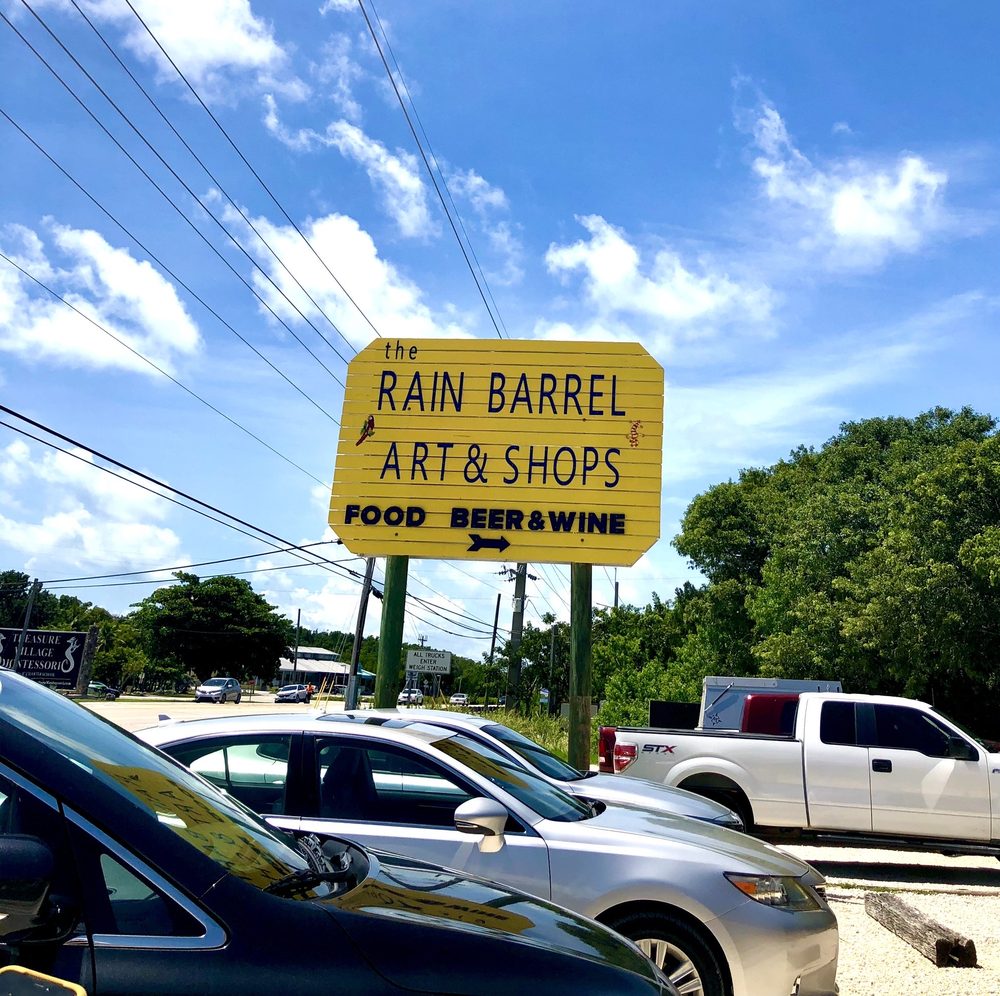 the
RAIN BARREL
ART & SHOPS
FOOD BEER & WINE
TREASURE
VILLAGE
MONTESSORI
ALL TRUCKS
ENTER
WEIGH STATION
STX